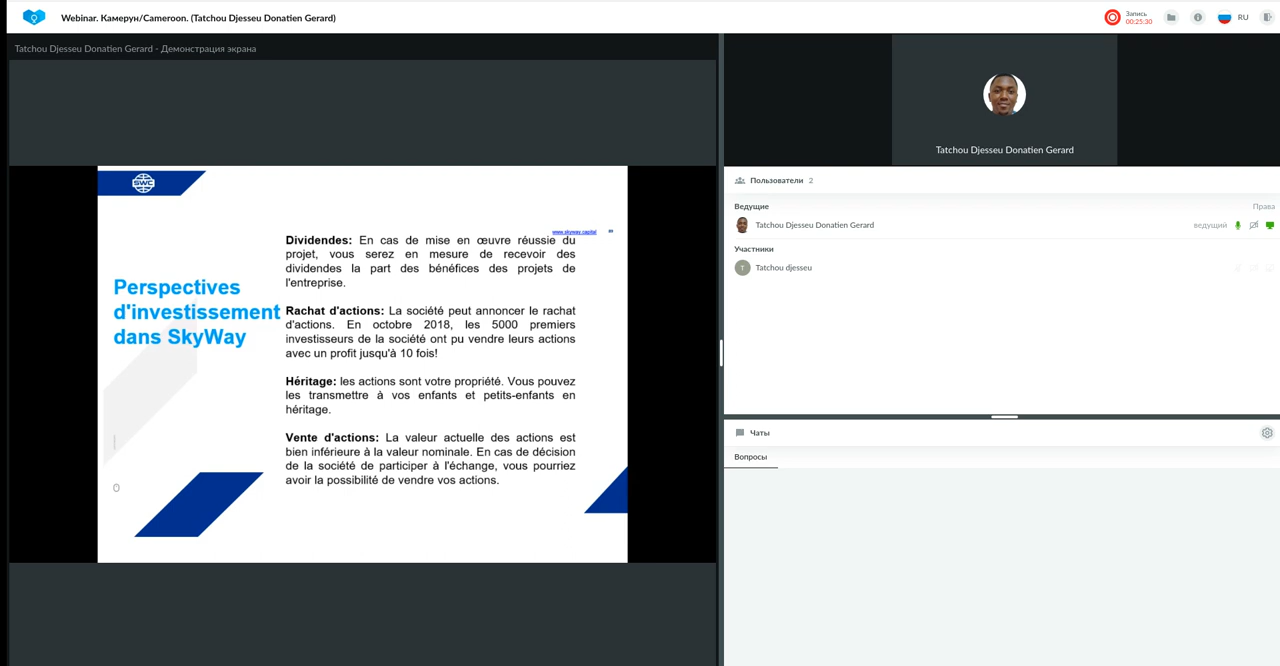 Webinar. Камерун/Cameroon. (Tatchou Djesseu Donatien Gerard)
Запись
00:25:30
RU
Tatchou Djesseu Donatien Gerard - Демонстрация экрана
SWC
www.skyway.capital
Perspectives
d'investissement
dans SkyWay
Dividendes: En cas de mise en œuvre réussie du
projet, vous serez en mesure de recevoir des
dividendes la part des bénéfices des projets de
l'entreprise.
Rachat d'actions: La société peut annoncer le rachat
d'actions. En octobre 2018, les 5000 premiers
investisseurs de la société ont pu vendre leurs actions
avec un profit jusqu'à 10 fois!
Héritage: les actions sont votre propriété. Vous pouvez
les transmettre à vos enfants et petits-enfants en
héritage.
Vente d'actions: La valeur actuelle des actions est
bien inférieure à la valeur nominale. En cas de décision
de la société de participer à l'échange, vous pourriez
avoir la possibilité de vendre vos actions.
Tatchou Djesseu Donatien Gerard
Пользователи 2
Ведущие
Права
Tatchou Djesseu Donatien Gerard
ведущий
Участники
T
Tatchou djesseu
Чаты
Вопросы